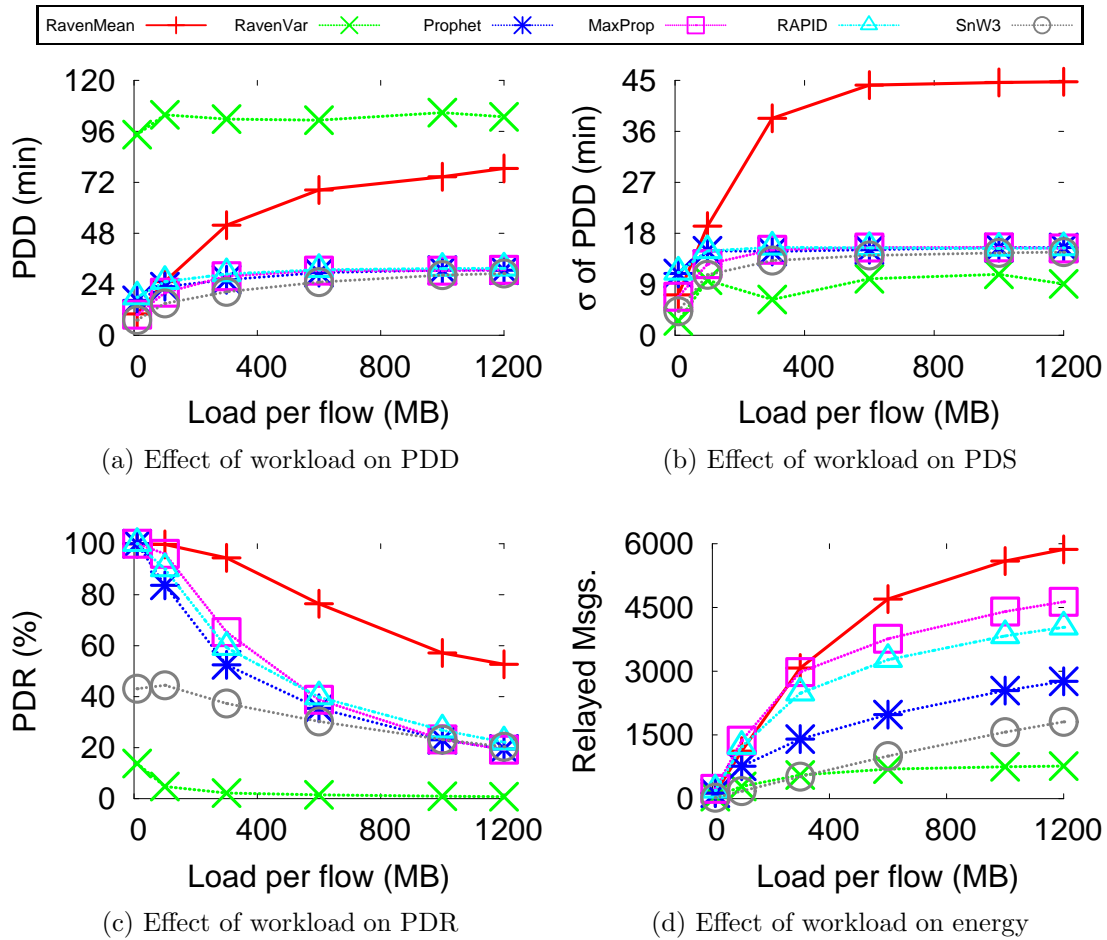 RavenMean RavenVar Prophet MaxProp RAPID SnW3
120
96
72
48
24
0
PDD (min)
0 400 800 1200
Load per flow (MB)
(a) Effect of workload on PDD
45
36
27
18
9
0
σ of PDD (min)
0 400 800 1200
Load per flow (MB)
(b) Effect of workload on PDS
100
80
60
40
20
0
PDR (%)
0 400 800 1200
Load per flow (MB)
(c) Effect of workload on PDR
6000
4500
3000
1500
0
Relayed Msgs.
0 400 800 1200
Load per flow (MB)
(d) Effect of workload on energy